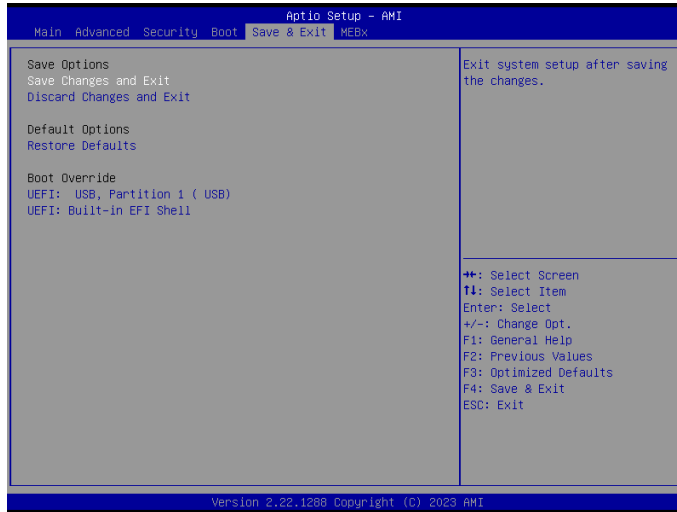 Aptio Setup - AMI
Main Advanced Security Boot Save & Exit MEBx
Save Options
Save Changes and Exit
Discard Changes and Exit
Default Options
Restore Defaults
Boot Override
UEFI:  USB, Partition 1 ( USB)
UEFI: Built-in EFI Shell
Exit system setup after saving
the changes.
→←: Select Screen
↑↓: Select Item
Enter: Select
+/-: Change Opt.
F1: General Help
F2: Previous Values
F3: Optimized Defaults
F4: Save & Exit
ESC: Exit
Version 2.22.1288 Copyright (C) 2023 AMI